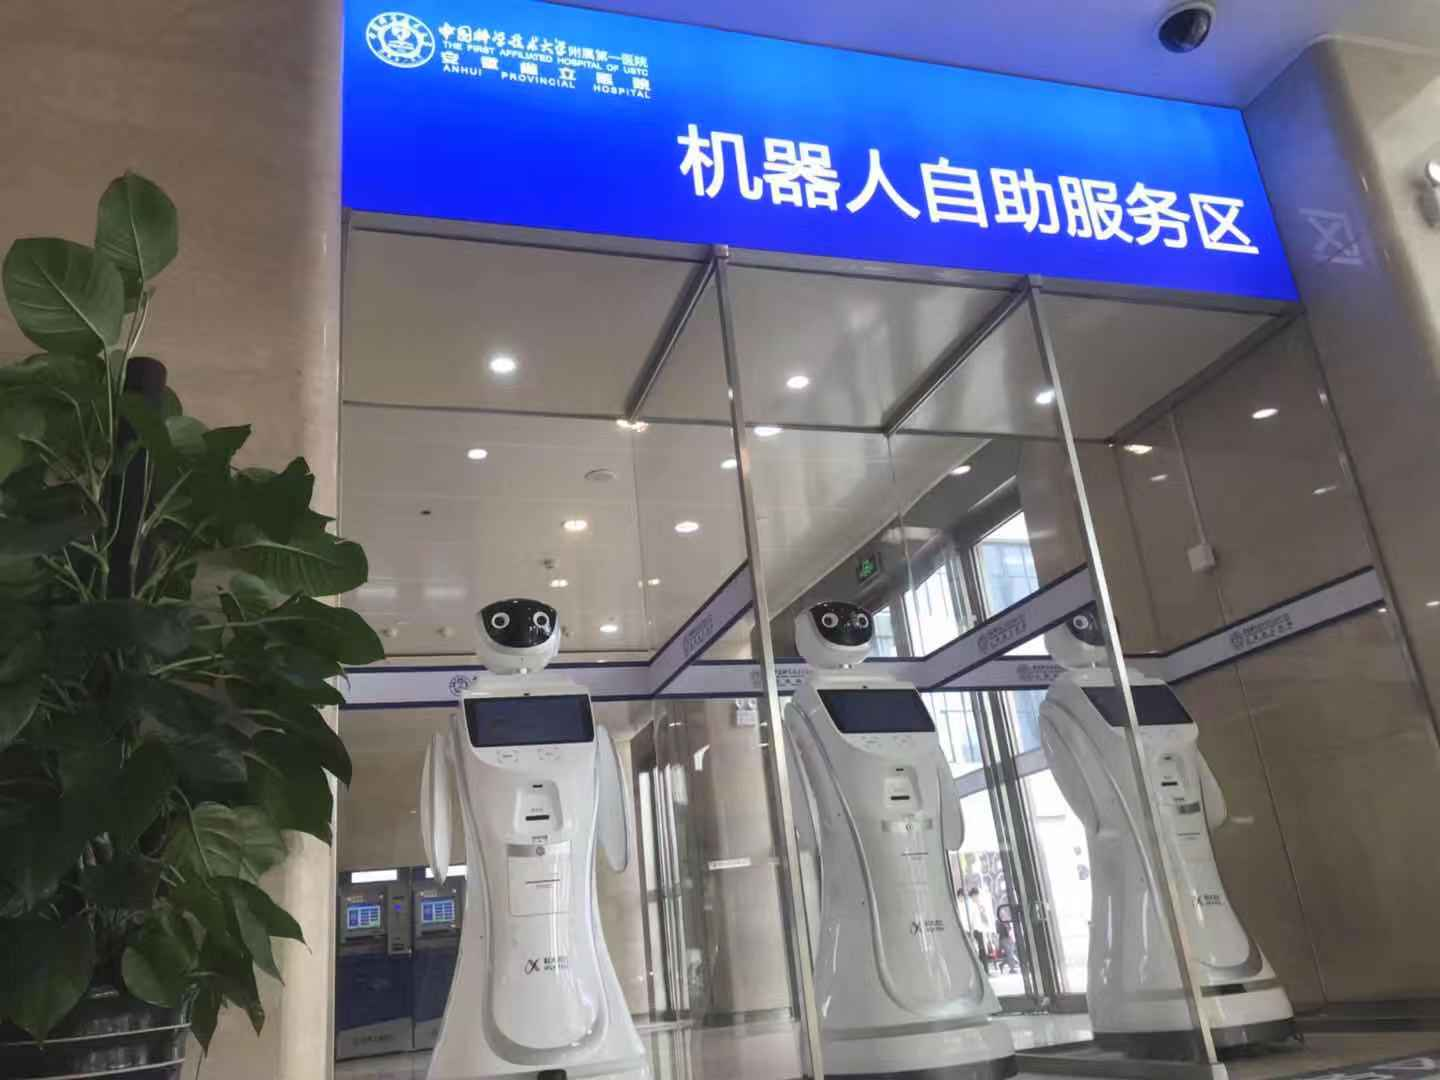 中国科学技术大学附属第一医院
THE FIRST AFFILIATED HOSPITAL OF USTC
安徽省立医院
ANHUI PROVINCIAL HOSPITAL
机器人自助服务区